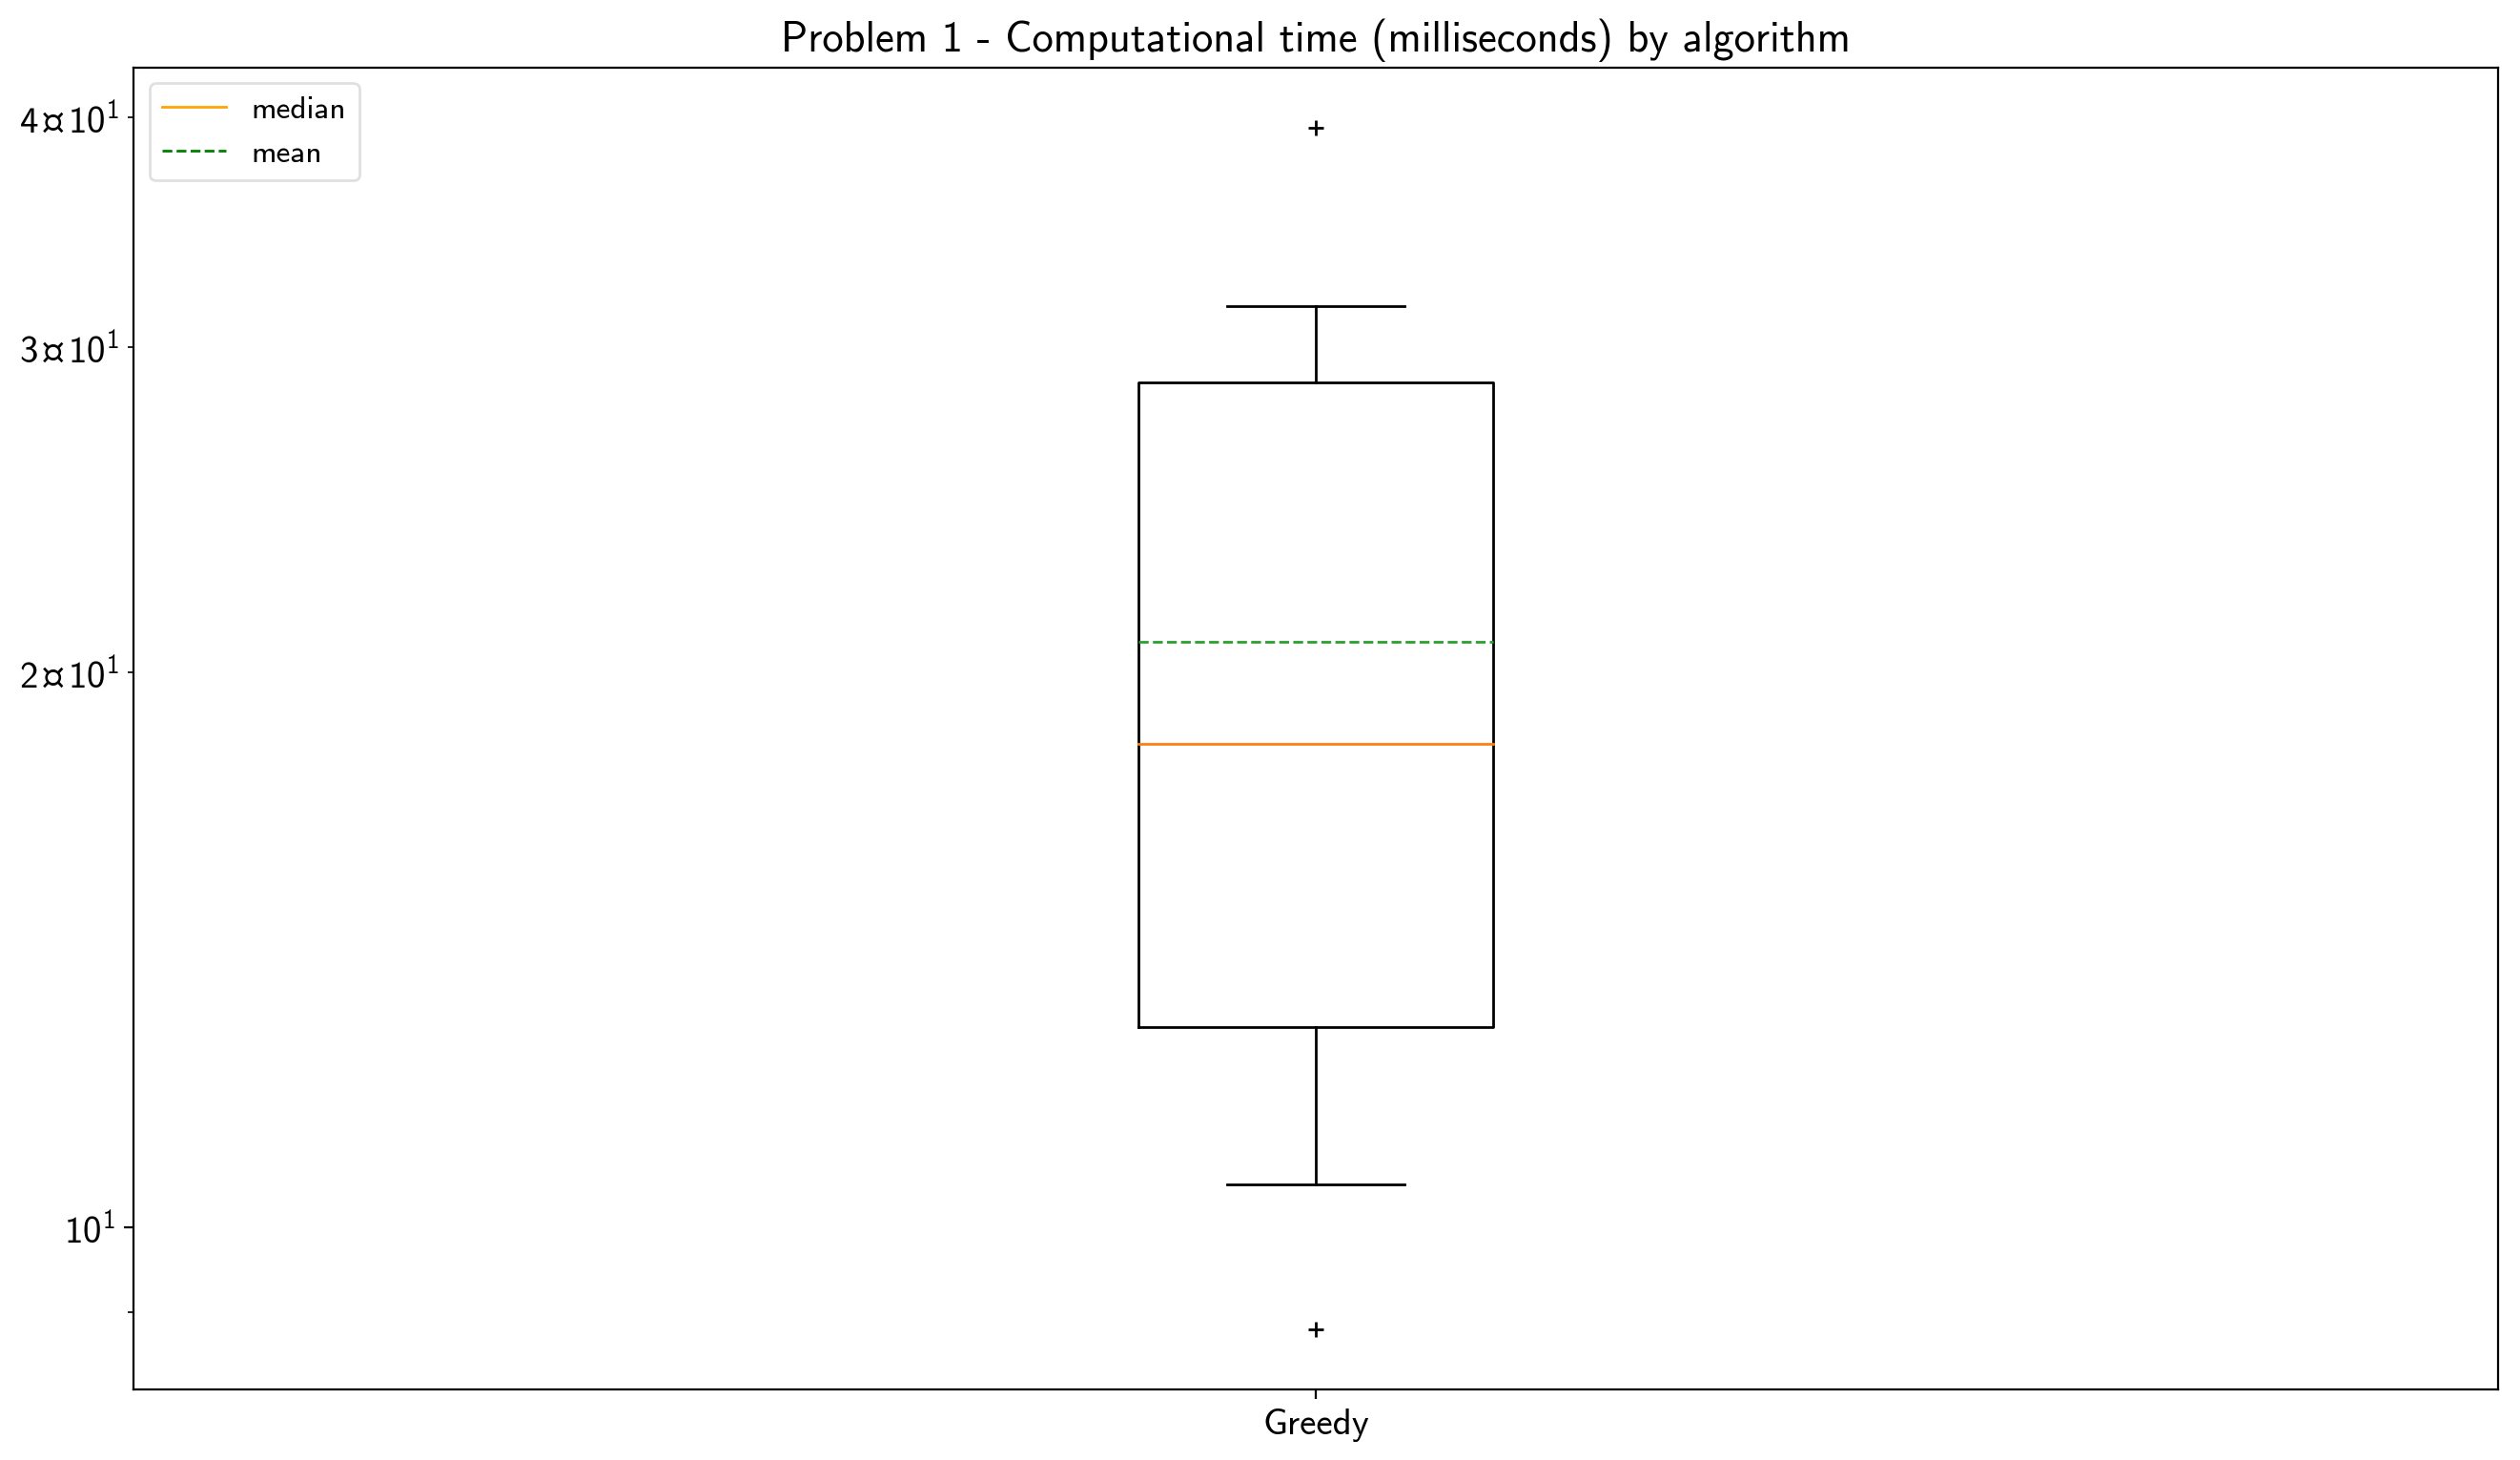 Problem 1 - Computational time (milliseconds) by algorithm
median
mean
4¤10¹
3¤10¹
2¤10¹
10¹
Greedy